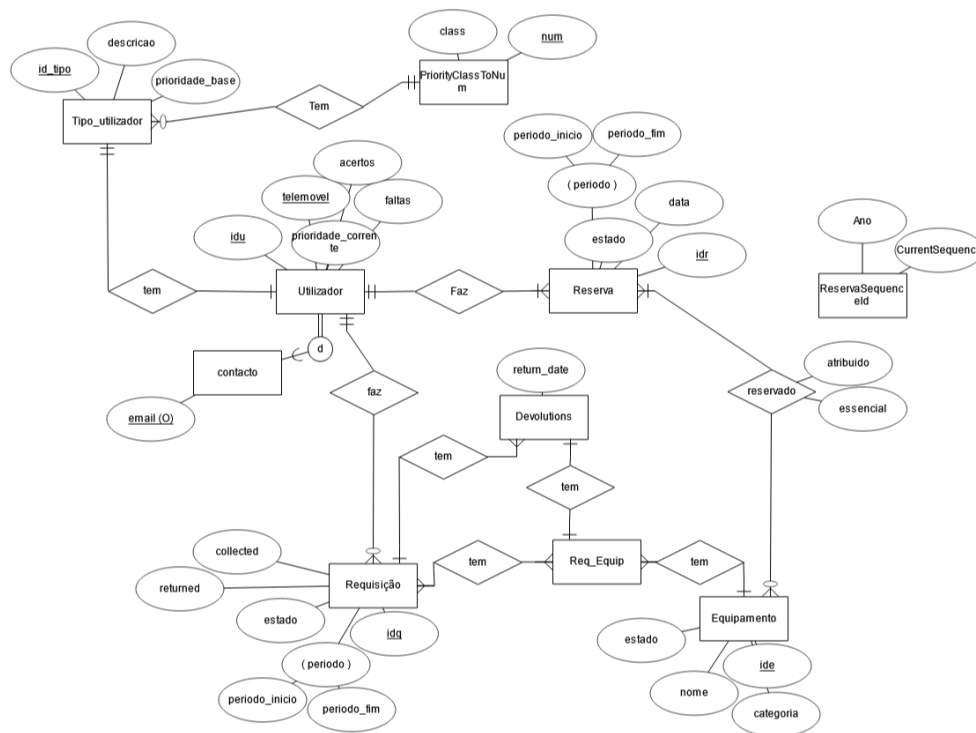 class
num
descricao
id_tipo
prioridade_base
PriorityClassToNu
m
Tem
Tipo_utilizador
periodo_inicio
periodo_fim
acertos
( periodo )
telemovel
faltas
data
Ano
idu
prioridade_corre
nte
estado
idr
CurrentSequenc
tem
Utilizador
Faz
Reserva
ReservaSequenc
eId
d
contacto
return_date
atribuido
faz
reservado
email (O)
Devolutions
essencial
tem
tem
collected
tem
Req_Equip
tem
returned
Requisição
estado
idq
Equipamento
estado
( periodo )
ide
periodo_inicio
nome
periodo_fim
categoria